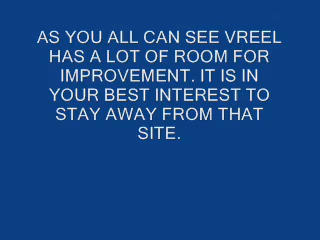 AS YOU ALL CAN SEE VREEL
HAS A LOT OF ROOM FOR
IMPROVEMENT. IT IS IN
YOUR BEST INTEREST TO
STAY AWAY FROM THAT
SITE.